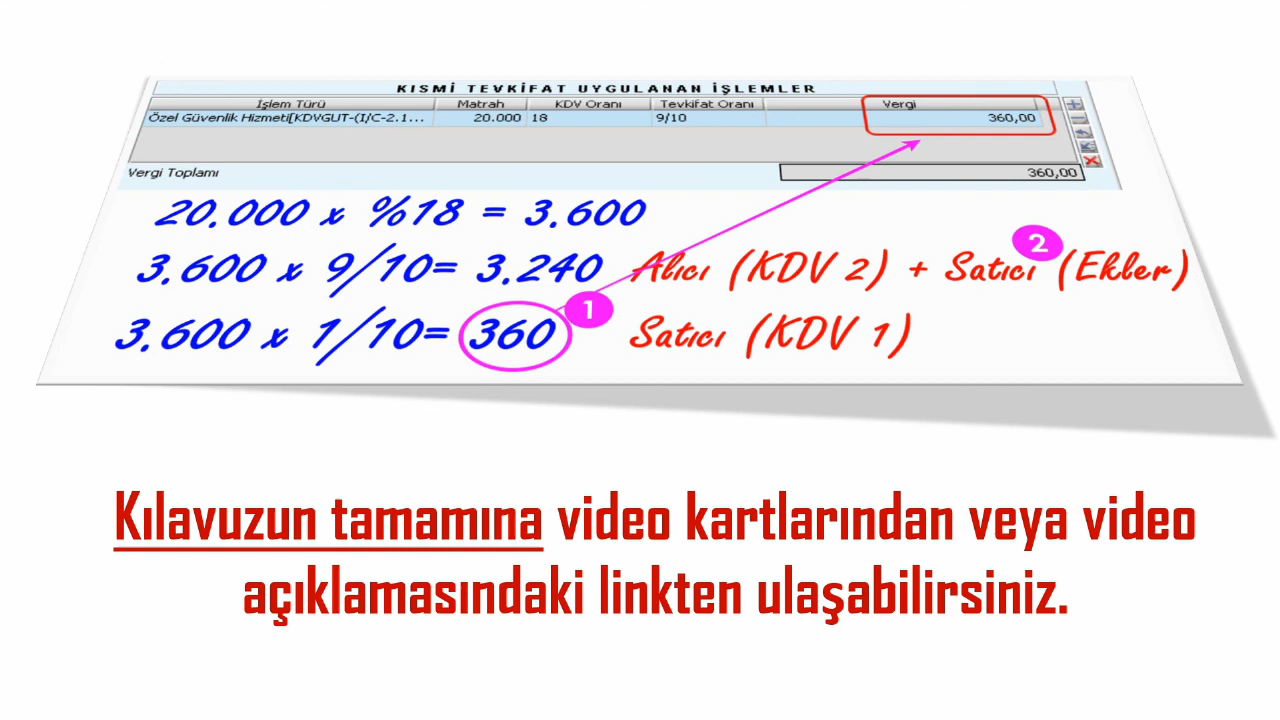 KISMİ TEVKİFAT UYGULANAN İŞLEMLER
İşlem Türü Matrah KDV Oranı Tevkifat Oranı Vergi
Özel Güvenlik Hizmeti[KDVGUT-(I/C-2.1... 20.000 18 9/10 360,00
Vergi Toplamı 360,00
20.000 x %18 = 3.600
3.600 x 9/10= 3.240 Alıcı (KDV 2) + Satıcı (Ekler) 2
3.600 x 1/10= 360 1 Satıcı (KDV 1)
Kılavuzun tamamına video kartlarından veya video
açıklamasındaki linkten ulaşabilirsiniz.